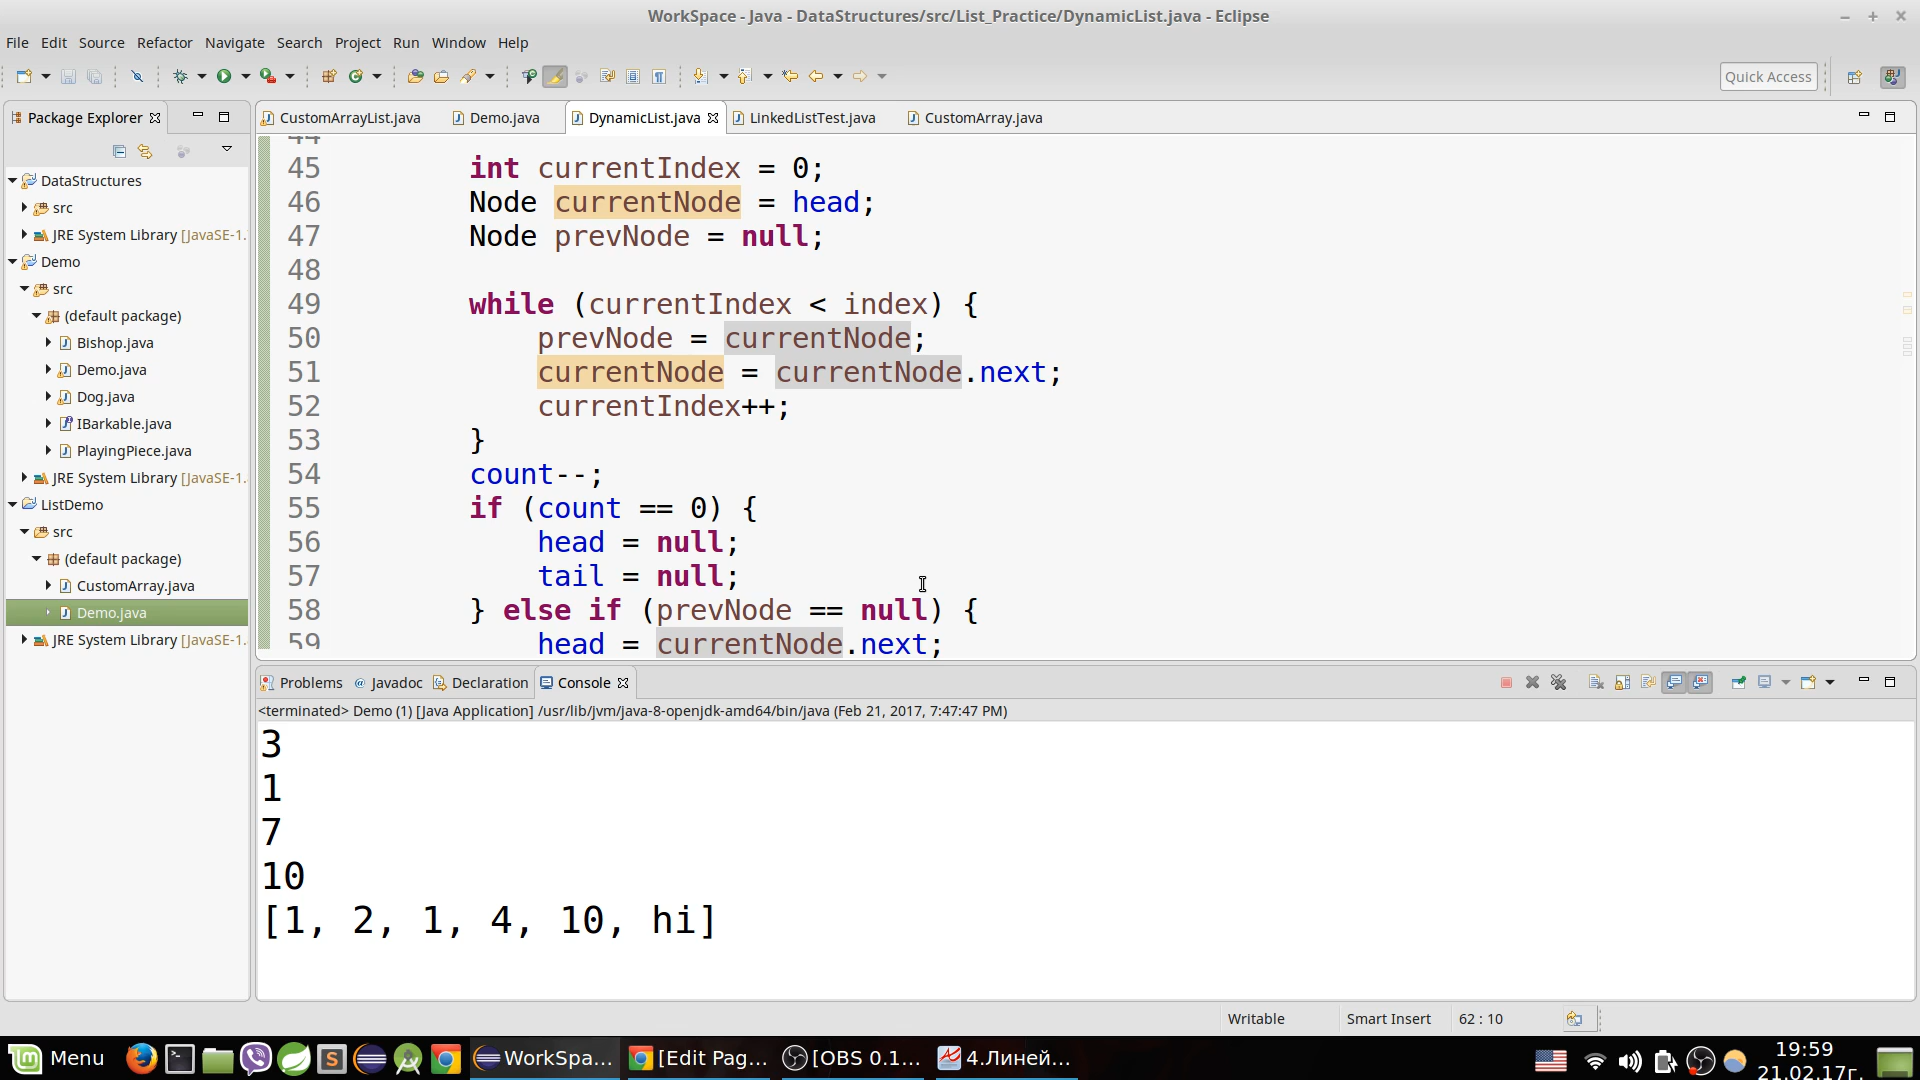 WorkSpace - Java - DataStructures/src/List_Practice/DynamicList.java - Eclipse
File Edit Source Refactor Navigate Search Project Run Window Help
Quick Access
Package Explorer
CustomArrayList.java Demo.java DynamicList.java LinkedListTest.java CustomArray.java
DataStructures
src
JRE System Library [JavaSE-1.
Demo
src
(default package)
Bishop.java
Demo.java
Dog.java
IBarkable.java
PlayingPiece.java
JRE System Library [JavaSE-1.
ListDemo
src
(default package)
CustomArray.java
Demo.java
JRE System Library [JavaSE-1.
44
45 int currentIndex = 0;
46 Node currentNode = head;
47 Node prevNode = null;
48
49 while (currentIndex < index) {
50 prevNode = currentNode;
51 currentNode = currentNode.next;
52 currentIndex++;
53 }
54 count--;
55 if (count == 0) {
56 head = null;
57 tail = null;
58 } else if (prevNode == null) {
59 head = currentNode.next;
Problems @ Javadoc Declaration Console
<terminated> Demo (1) [Java Application] /usr/lib/jvm/java-8-openjdk-amd64/bin/java (Feb 21, 2017, 7:47:47 PM)
3
1
7
10
[1, 2, 1, 4, 10, hi]
Writable Smart Insert 62 : 10
Menu WorkSpa... [Edit Pag... [OBS 0.1... 4.Линей... 19:59
21.02.17г.